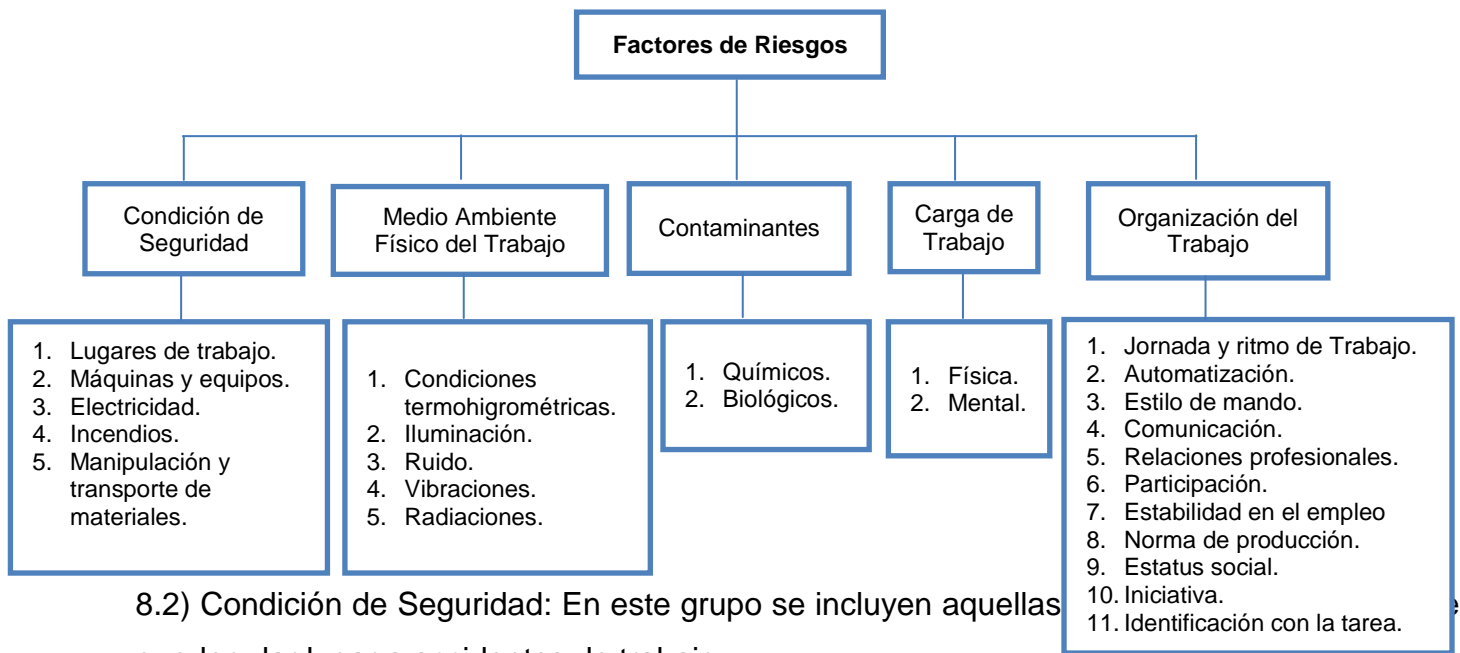 Factores de Riesgos
Condición de
Seguridad
Medio Ambiente
Físico del Trabajo
Contaminantes
Carga de
Trabajo
Organización del
Trabajo
1. Lugares de trabajo.
2. Máquinas y equipos.
3. Electricidad.
4. Incendios.
5. Manipulación y
transporte de
materiales.
1. Condiciones
termohigrométricas.
2. Iluminación.
3. Ruido.
4. Vibraciones.
5. Radiaciones.
1. Químicos.
2. Biológicos.
1. Física.
2. Mental.
1. Jornada y ritmo de Trabajo.
2. Automatización.
3. Estilo de mando.
4. Comunicación.
5. Relaciones profesionales.
6. Participación.
7. Estabilidad en el empleo
8. Norma de producción.
9. Estatus social.
10. Iniciativa.
11. Identificación con la tarea.
8.2) Condición de Seguridad: En este grupo se incluyen aquellas